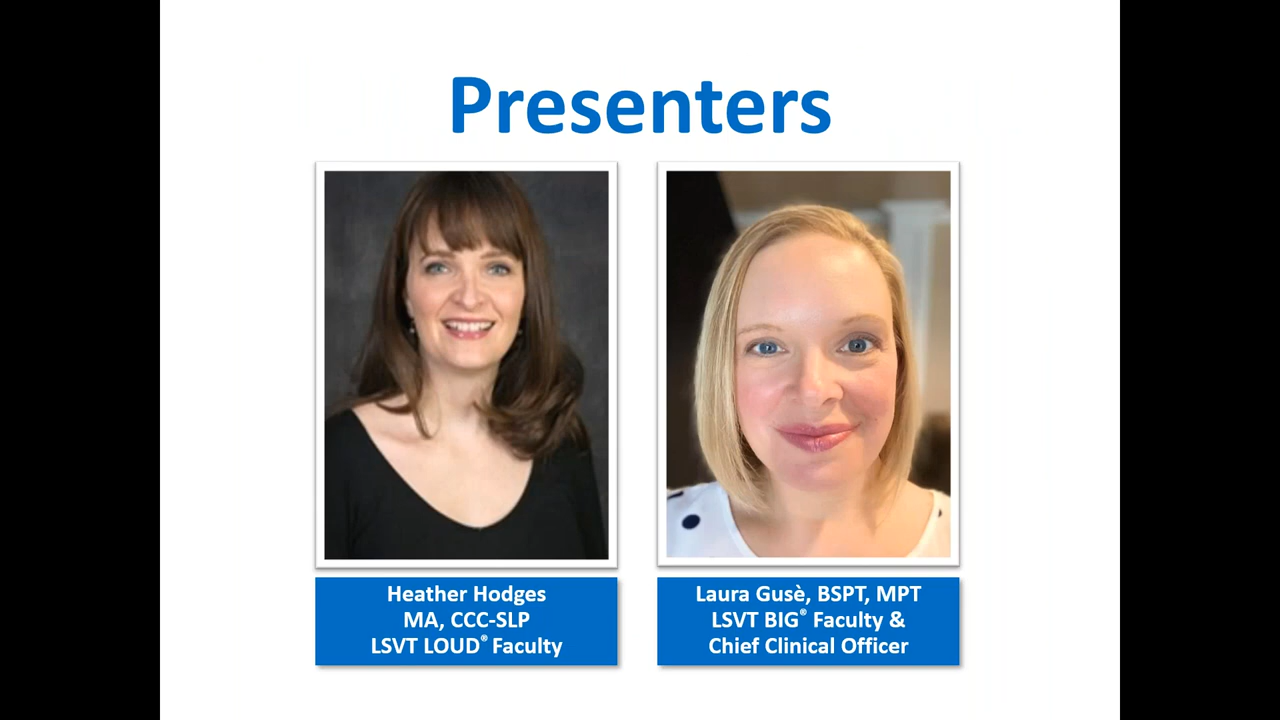 Presenters
Heather Hodges
MA, CCC-SLP
LSVT LOUD® Faculty
Laura Gusè, BSPT, MPT
LSVT BIG® Faculty &
Chief Clinical Officer